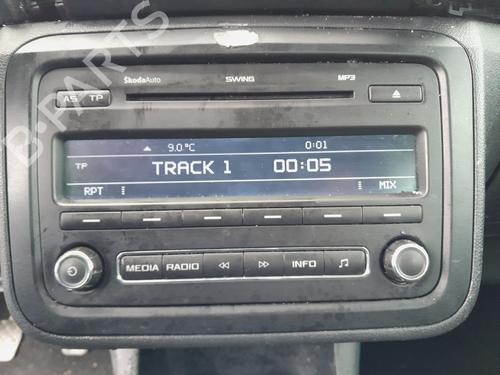 ŠkodaAuto SWING MP3
AS TP
9.0°C 0:01
TP TRACK 1 00:05
RPT MIX
MEDIA RADIO INFO
B-PARTS